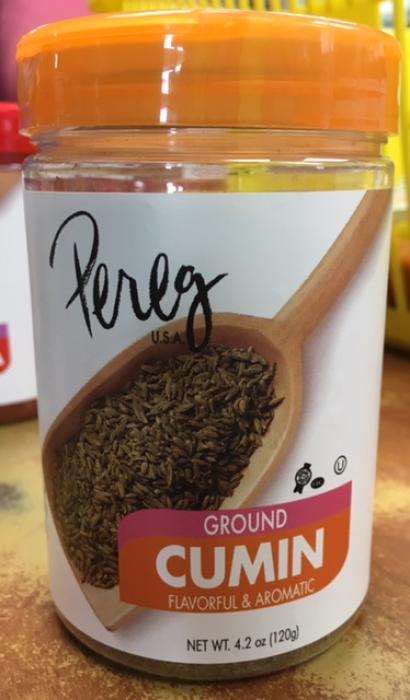 Pereg
U.S.A.
U
GROUND
CUMIN
FLAVORFUL & AROMATIC
NET WT. 4.2 oz (120g)